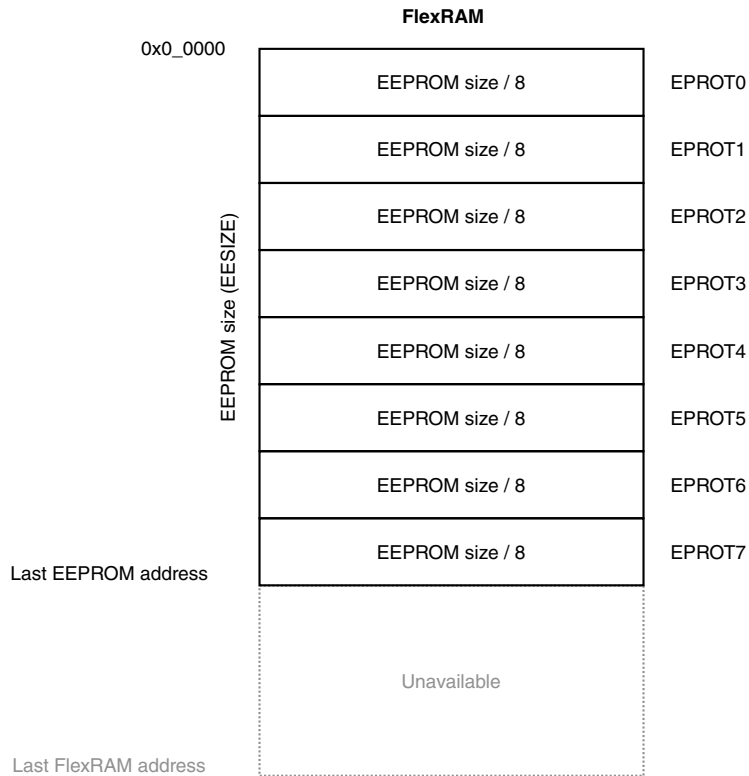 FlexRAM
0x0_0000
EEPROM size / 8
EPROT0
EEPROM size / 8
EPROT1
EEPROM size / 8
EPROT2
EEPROM size / 8
EPROT3
EEPROM size (EESIZE)
EEPROM size / 8
EPROT4
EEPROM size / 8
EPROT5
EEPROM size / 8
EPROT6
EEPROM size / 8
EPROT7
Last EEPROM address
Unavailable
Last FlexRAM address